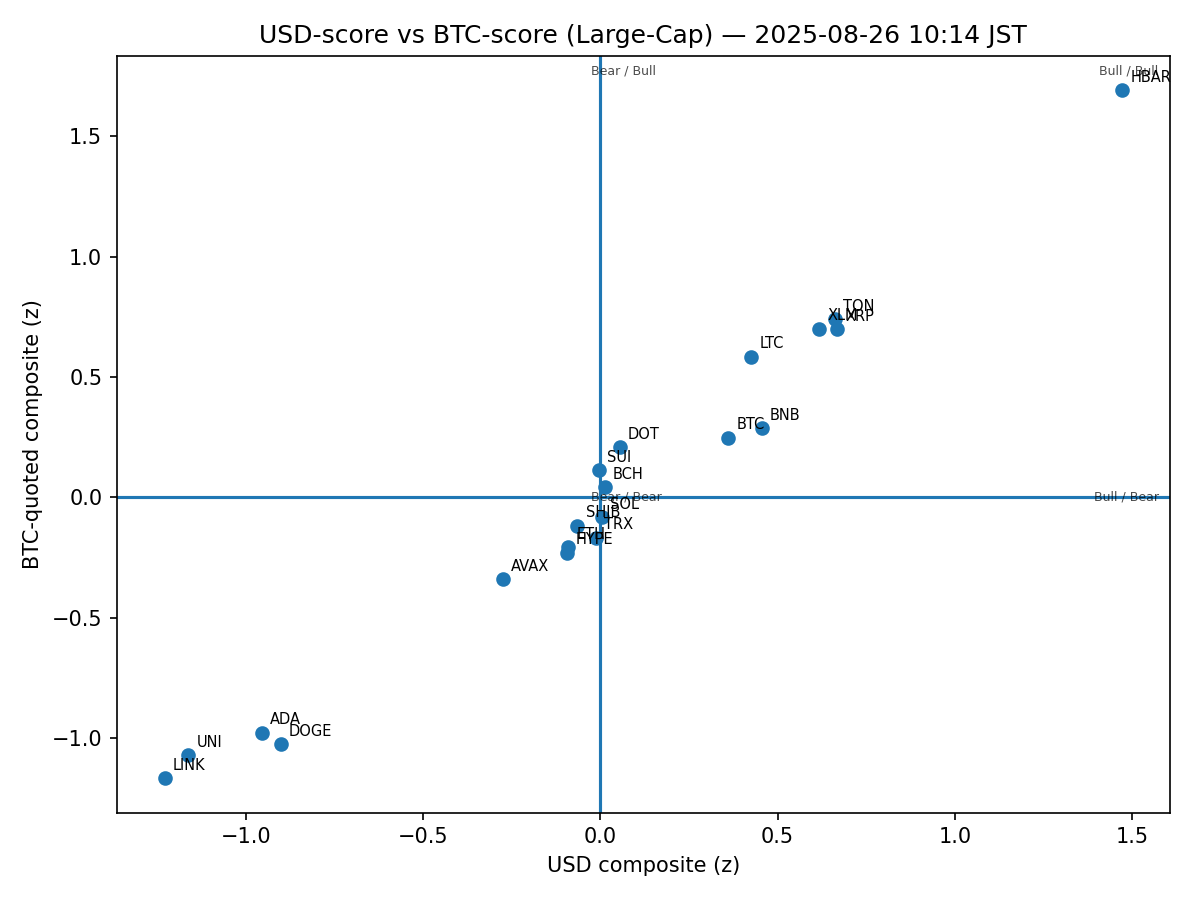 USD-score vs BTC-score (Large-Cap) — 2025-08-26 10:14 JST
Bear / Bull
Bull / Bull
HBAR
1.5
1.0
TON
XLM
XRP
LTC
0.5
BNB
BTC
DOT
SUI
BCH
0.0
Bear / Bear
Bull / Bear
SOL
SHIB
TRX
ETH
HYPE
AVAX
−0.5
ADA
DOGE
−1.0
UNI
LINK
−1.0
−0.5
0.0
0.5
1.0
1.5
USD composite (z)
BTC-quoted composite (z)